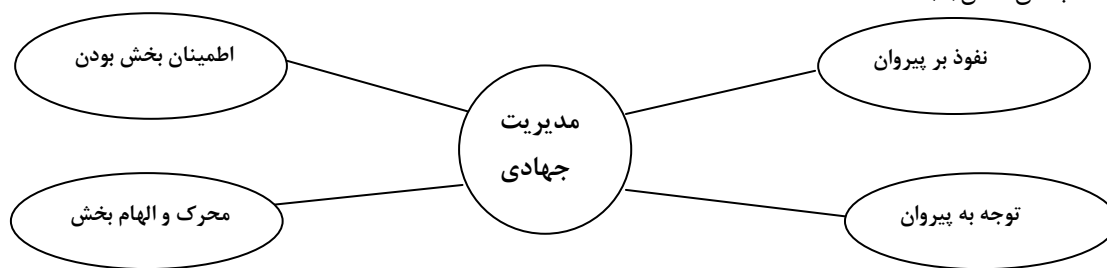 نفوذ بر پیروان
اطمینان بخش بودن
مدیریت
جهادی
توجه به پیروان
محرک و الهام بخش